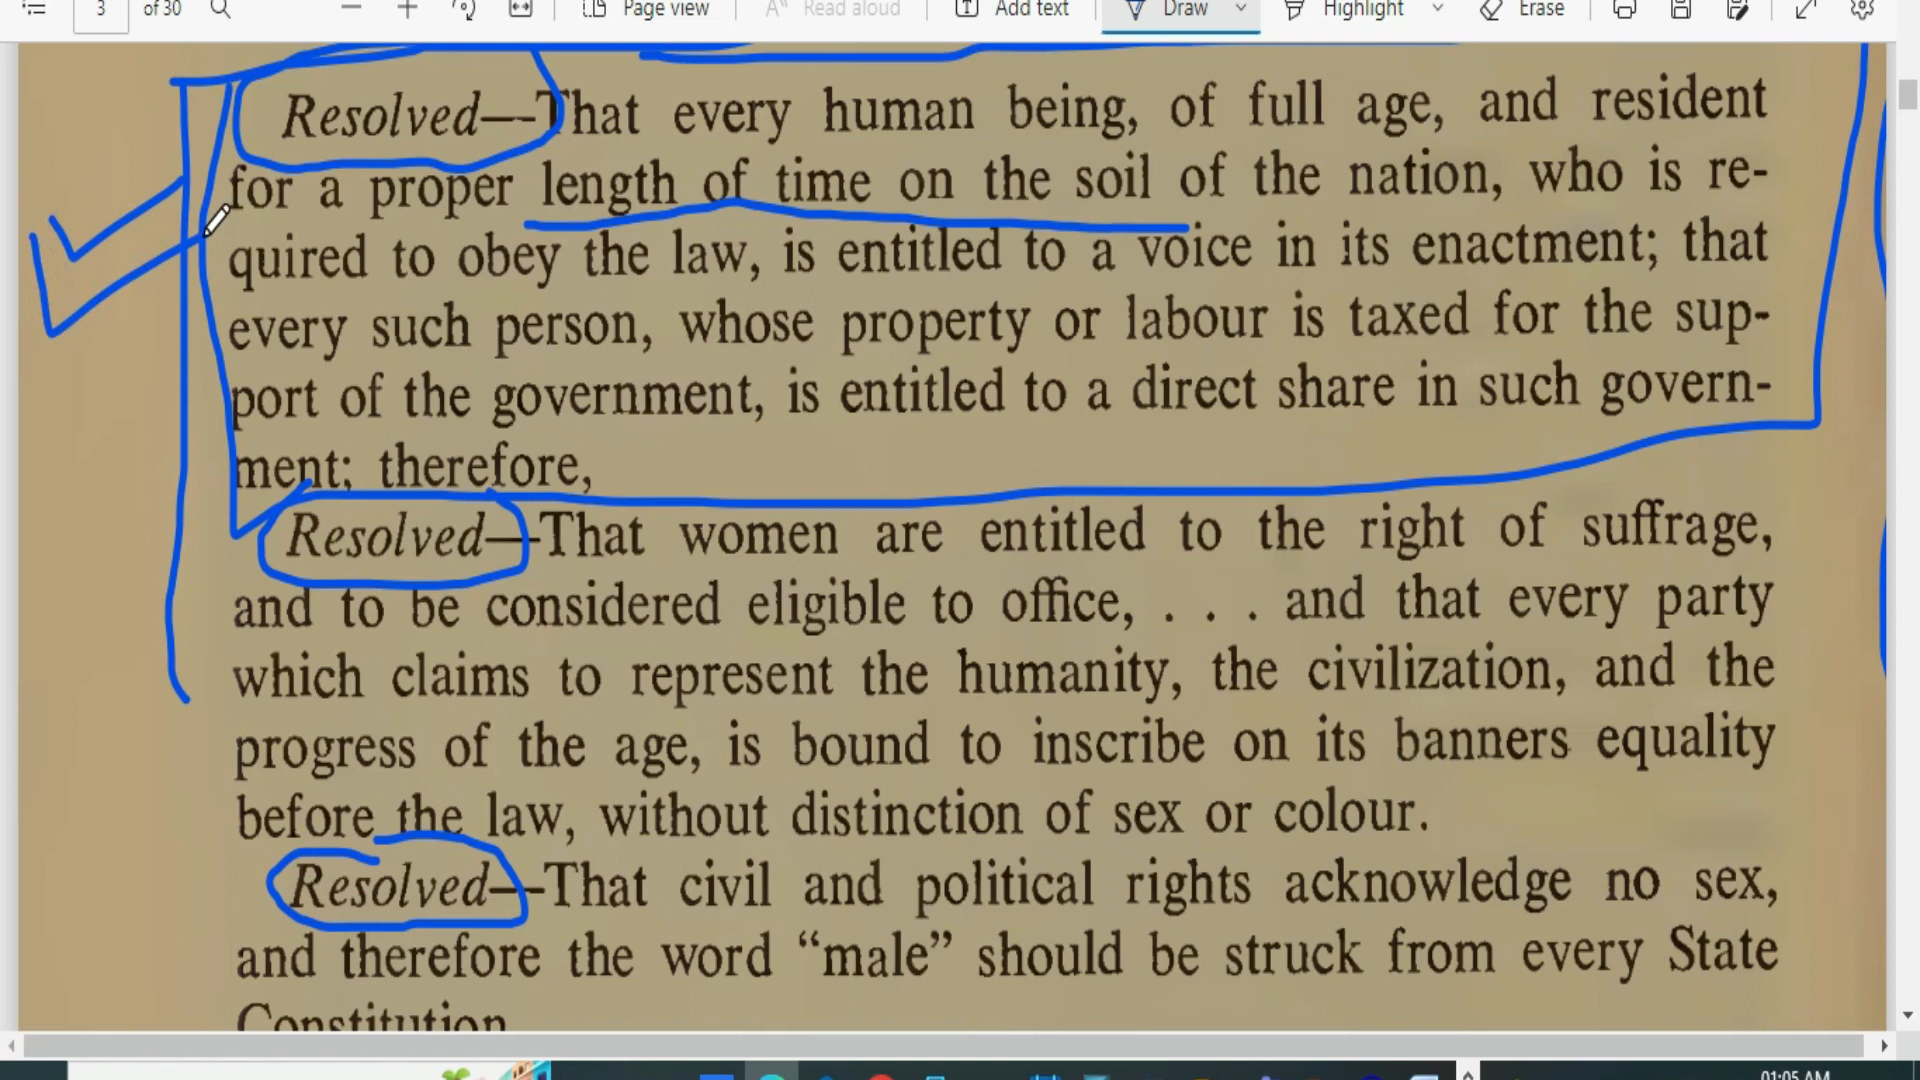 3 of 30 Page view Read aloud Add text Draw Highlight Erase
Resolved—That every human being, of full age, and resident
for a proper length of time on the soil of the nation, who is re-
quired to obey the law, is entitled to a voice in its enactment; that
every such person, whose property or labour is taxed for the sup-
port of the government, is entitled to a direct share in such govern-
ment; therefore,
Resolved—That women are entitled to the right of suffrage,
and to be considered eligible to office, . . . and that every party
which claims to represent the humanity, the civilization, and the
progress of the age, is bound to inscribe on its banners equality
before the law, without distinction of sex or colour.
Resolved—That civil and political rights acknowledge no sex,
and therefore the word “male” should be struck from every State
Constitution
01:05 AM